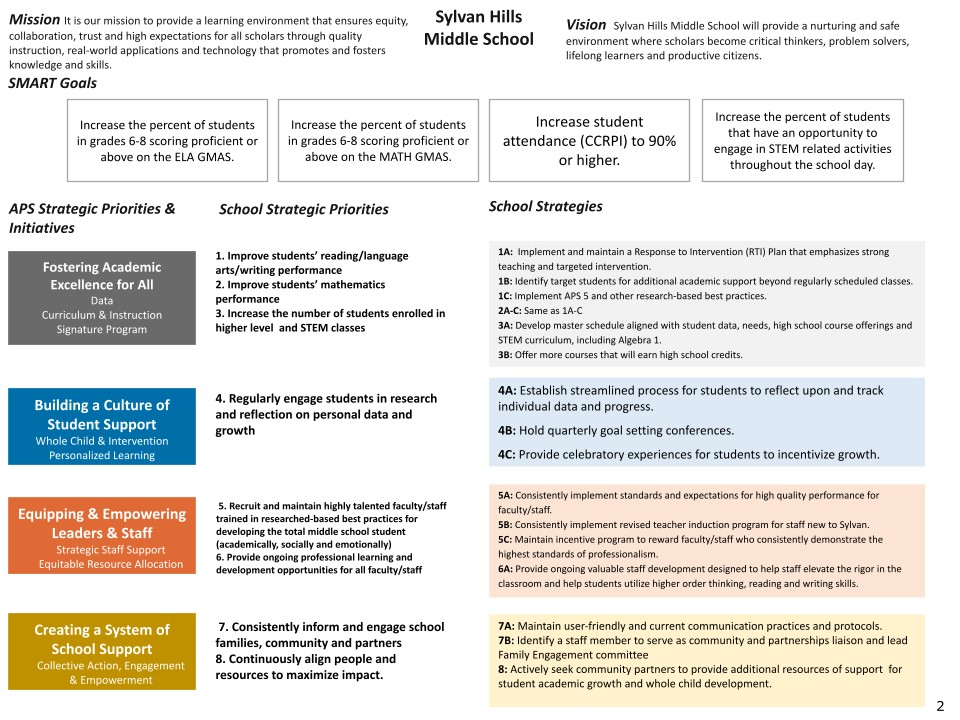 Mission It is our mission to provide a learning environment that ensures equity,
collaboration, trust and high expectations for all scholars through quality
instruction, real-world applications and technology that promotes and fosters
knowledge and skills.
Sylvan Hills
Middle School
Vision Sylvan Hills Middle School will provide a nurturing and safe
environment where scholars become critical thinkers, problem solvers,
lifelong learners and productive citizens.
SMART Goals
Increase the percent of students
in grades 6-8 scoring proficient or
above on the ELA GMAS.
Increase the percent of students
in grades 6-8 scoring proficient or
above on the MATH GMAS.
Increase student
attendance (CCRPI) to 90%
or higher.
Increase the percent of students
that have an opportunity to
engage in STEM related activities
throughout the school day.
APS Strategic Priorities &
Initiatives
School Strategic Priorities
School Strategies
Fostering Academic
Excellence for All
Data
Curriculum & Instruction
Signature Program
1. Improve students' reading/language
arts/writing performance
2. Improve students' mathematics
performance
3. Increase the number of students enrolled in
higher level and STEM classes
1A: Implement and maintain a Response to Intervention (RTI) Plan that emphasizes strong
teaching and targeted intervention.
1B: Identify target students for additional academic support beyond regularly scheduled classes.
1C: Implement APS 5 and other research-based best practices.
2A-C: Same as 1A-C
3A: Develop master schedule aligned with student data, needs, high school course offerings and
STEM curriculum, including Algebra 1.
3B: Offer more courses that will earn high school credits.
Building a Culture of
Student Support
Whole Child & Intervention
Personalized Learning
4. Regularly engage students in research
and reflection on personal data and
growth
4A: Establish streamlined process for students to reflect upon and track
individual data and progress.
4B: Hold quarterly goal setting conferences.
4C: Provide celebratory experiences for students to incentivize growth.
Equipping & Empowering
Leaders & Staff
Strategic Staff Support
Equitable Resource Allocation
5. Recruit and maintain highly talented faculty/staff
trained in researched-based best practices for
developing the total middle school student
(academically, socially and emotionally)
6. Provide ongoing professional learning and
development opportunities for all faculty/staff
5A: Consistently implement standards and expectations for high quality performance for
faculty/staff.
5B: Consistently implement revised teacher induction program for staff new to Sylvan.
5C: Maintain incentive program to reward faculty/staff who consistently demonstrate the
highest standards of professionalism.
6A: Provide ongoing valuable staff development designed to help staff elevate the rigor in the
classroom and help students utilize higher order thinking, reading and writing skills.
Creating a System of
School Support
Collective Action, Engagement
& Empowerment
7. Consistently inform and engage school
families, community and partners
8. Continuously align people and
resources to maximize impact.
7A: Maintain user-friendly and current communication practices and protocols.
7B: Identify a staff member to serve as community and partnerships liaison and lead
Family Engagement committee
8: Actively seek community partners to provide additional resources of support for
student academic growth and whole child development.
2